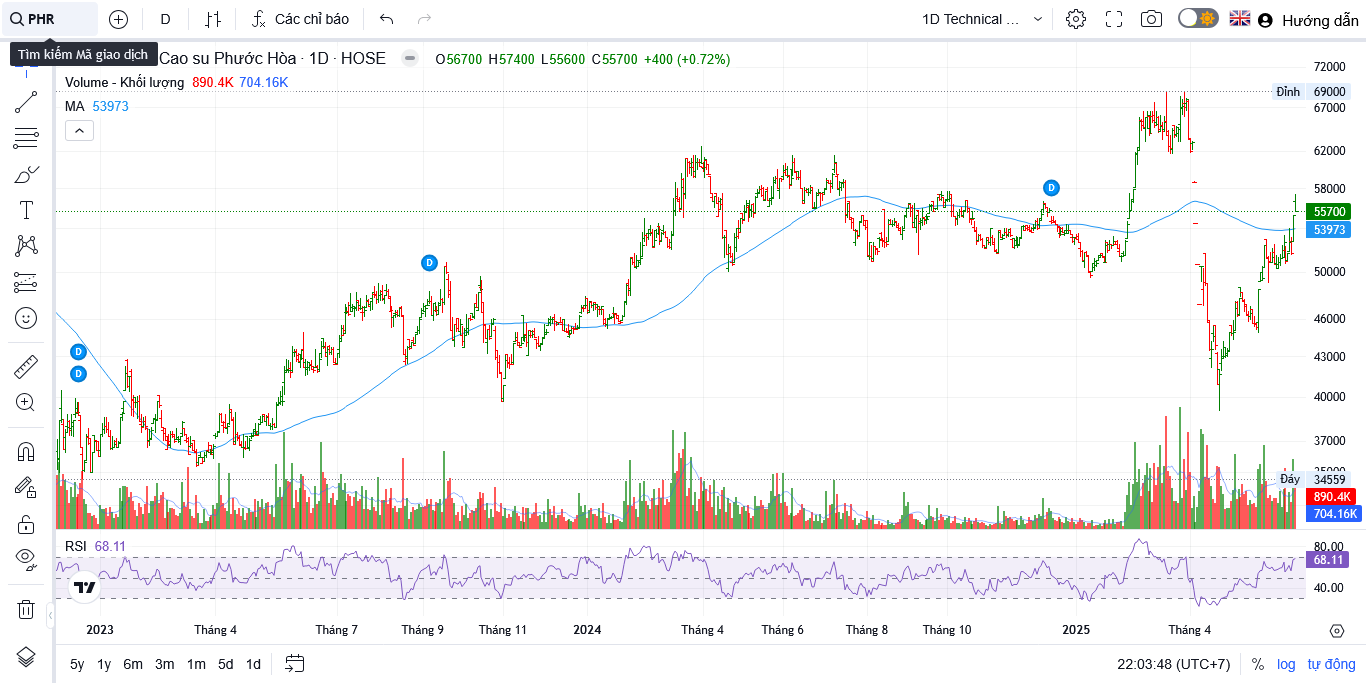 PHR D Các chỉ báo 1D Technical ... Hướng dẫn
Tìm kiếm Mã giao dịch
Cao su Phước Hòa · 1D · HOSE O56700 H57400 L55600 C55700 +400 (+0.72%)
Volume - Khối lượng 890.4K 704.16K
MA 53973
72000
Đỉnh 69000
67000
62000
58000
D
55700
53973
D
50000
46000
D
43000
D
40000
37000
35000
Đáy 34559
890.4K
704.16K
RSI 68.11
80.00
68.11
40.00
2023 Tháng 4 Tháng 7 Tháng 9 Tháng 11 2024 Tháng 4 Tháng 6 Tháng 8 Tháng 10 2025 Tháng 4
5y 1y 6m 3m 1m 5d 1d 22:03:48 (UTC+7) % log tự động